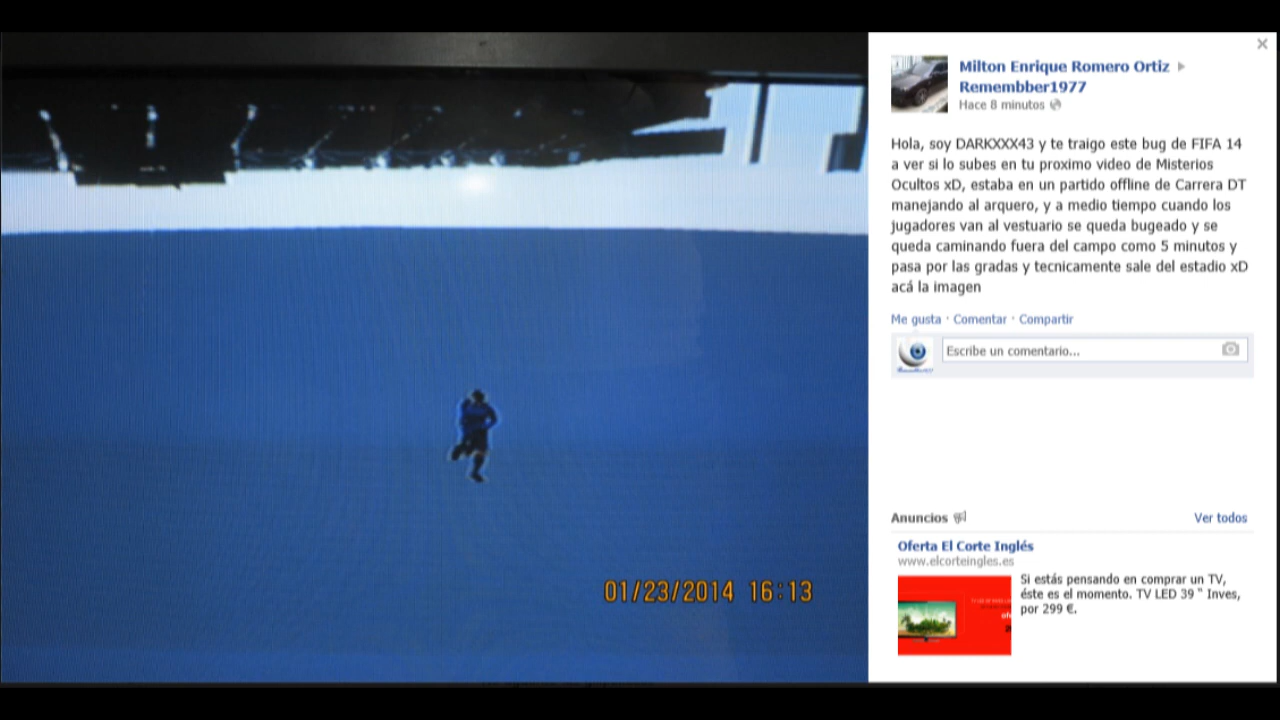 Milton Enrique Romero Ortiz
Remembber1977
Hace 8 minutos
Hola, soy DARKXXX43 y te traigo este bug de FIFA 14
a ver si lo subes en tu proximo video de Misterios
Ocultos xD, estaba en un partido offline de Carrera DT
manejando al arquero, y a medio tiempo cuando los
jugadores van al vestuario se queda bugeado y se
queda caminando fuera del campo como 5 minutos y
pasa por las gradas y tecnicamente sale del estadio xD
acá la imagen
Me gusta · Comentar · Compartir
Escribe un comentario...
01/23/2014 16:13
Anuncios
Ver todos
Oferta El Corte Inglés
www.elcorteingles.es
Si estás pensando en comprar un TV,
éste es el momento. TV LED 39 " Inves,
por 299 €.